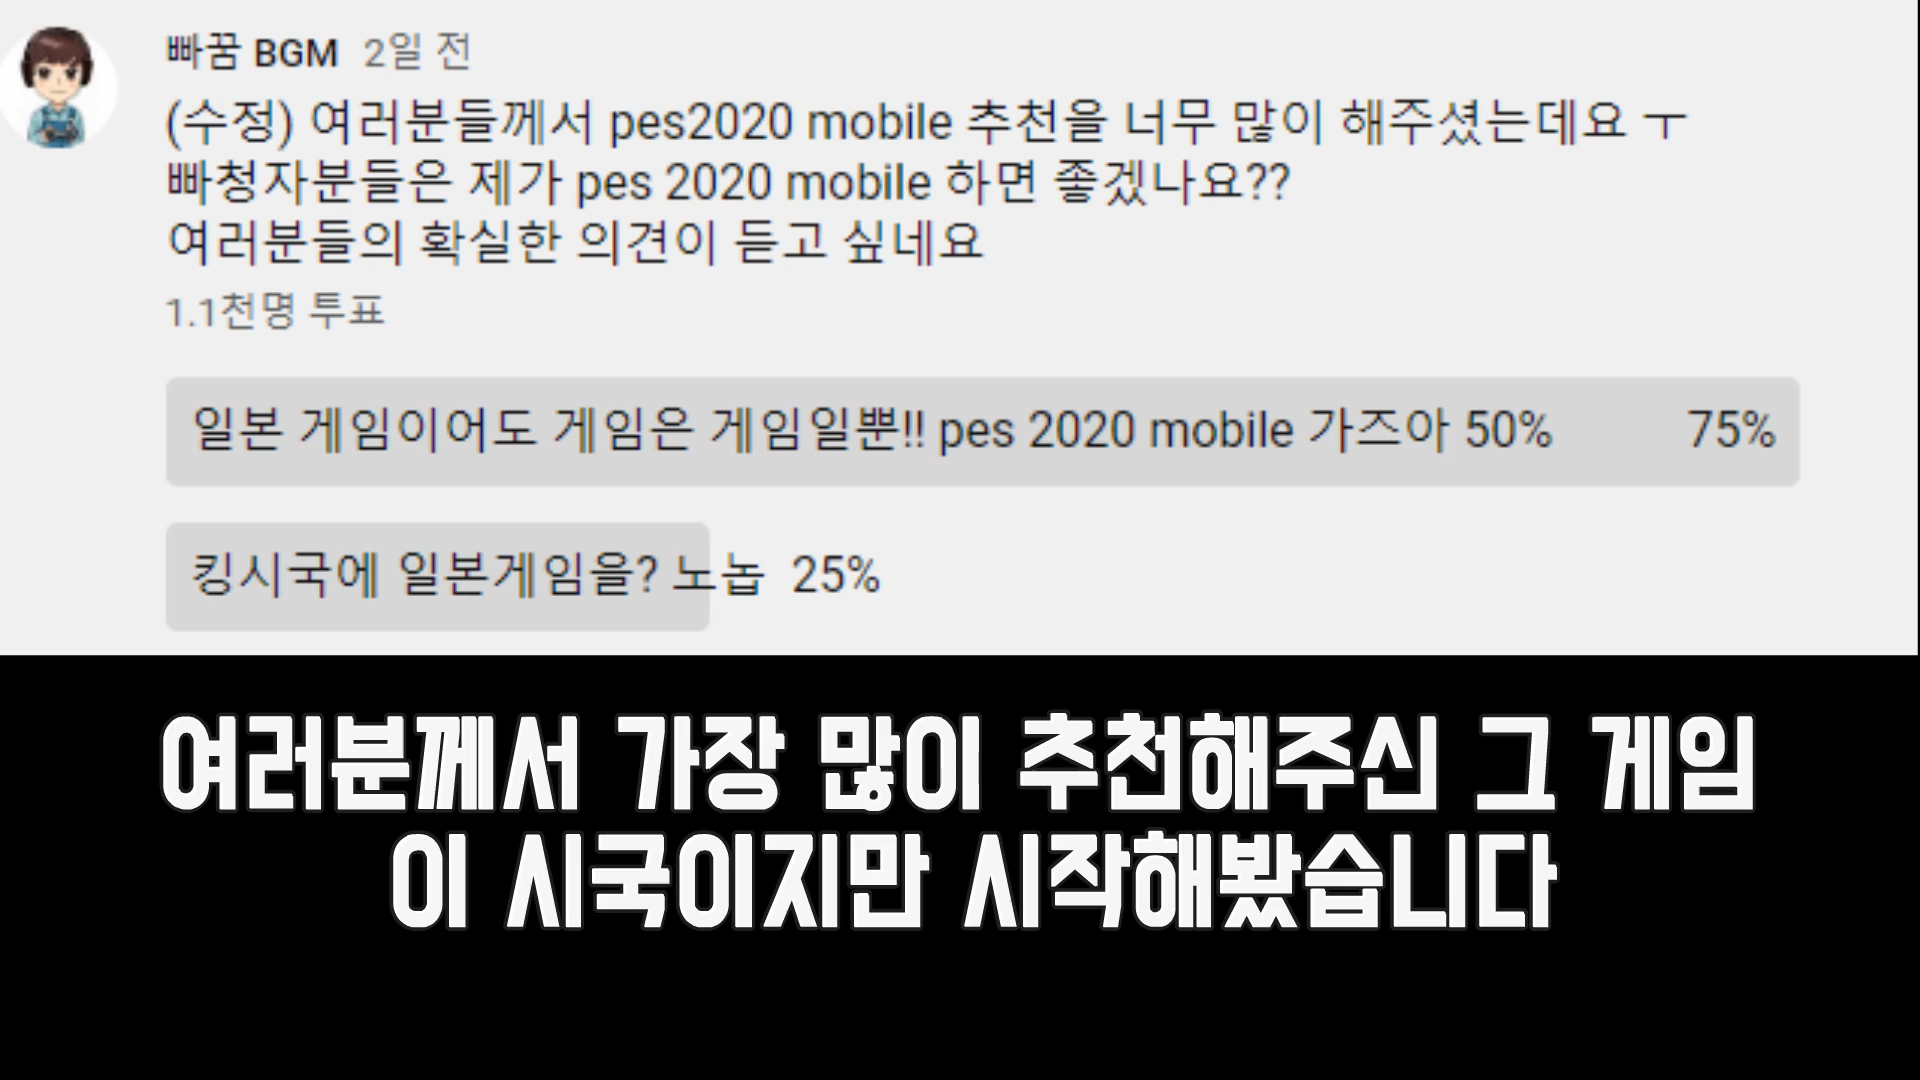 빠꿈 BGM 2일 전
(수정) 여러분들께서 pes2020 mobile 추천을 너무 많이 해주셨는데요 ㅜ
빠청자분들은 제가 pes 2020 mobile 하면 좋겠나요??
여러분들의 확실한 의견이 듣고 싶네요
1.1천명 투표
일본 게임이어도 게임은 게임일뿐!! pes 2020 mobile 가즈아 50% 75%
킹시국에 일본게임을? 노놉 25%
여러분께서 가장 많이 추천해주신 그 게임
이 시국이지만 시작해봤습니다